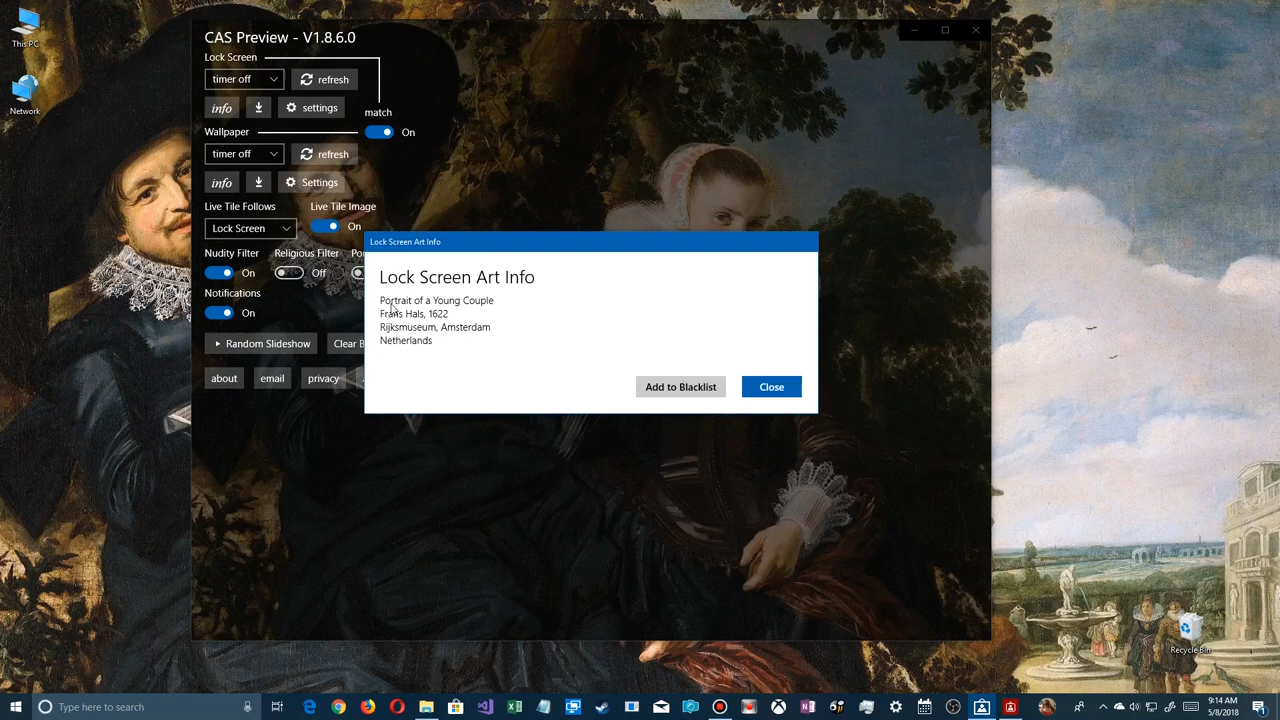 This PC
Network
CAS Preview - V1.8.6.0
Lock Screen
timer off
refresh
info
settings
match
On
Wallpaper
timer off
refresh
info
Settings
Live Tile Follows
Live Tile Image
Lock Screen
On
Nudity Filter
Religious Filter
On
Off
Notifications
On
Random Slideshow
Clear B
about
email
privacy
Lock Screen Art Info
Lock Screen Art Info
Portrait of a Young Couple
Frans Hals, 1622
Rijksmuseum, Amsterdam
Netherlands
Add to Blacklist
Close
Recycle Bin
Type here to search
9:14 AM
5/8/2018